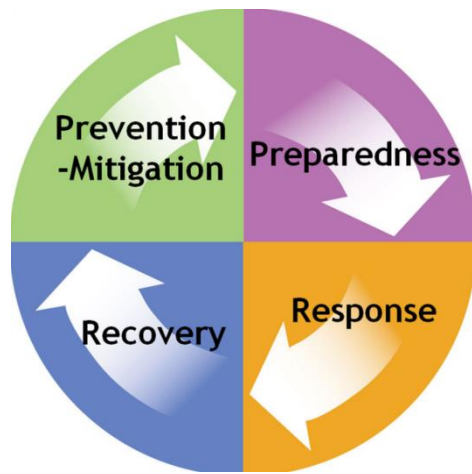 Prevention
-Mitigation
Preparedness
Response
Recovery